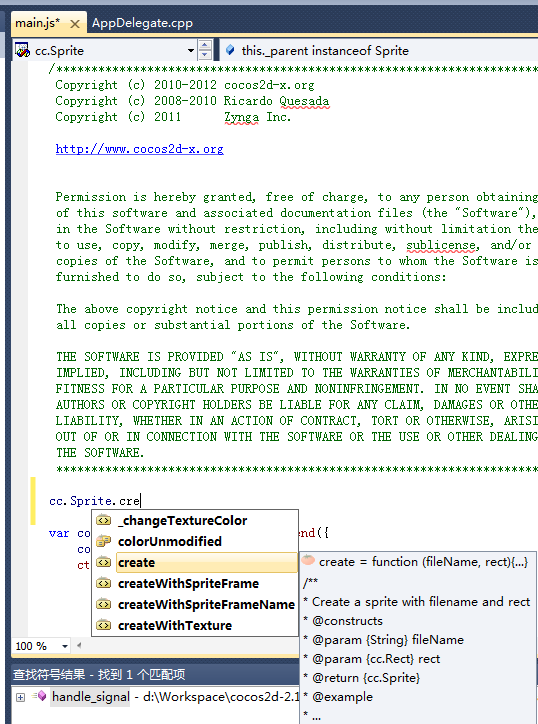 main.js* AppDelegate.cpp
cc.Sprite this._parent instanceof Sprite
/****************************************************************************
Copyright (c) 2010-2012 cocos2d-x.org
Copyright (c) 2008-2010 Ricardo Quesada
Copyright (c) 2011 Zynga Inc.
http://www.cocos2d-x.org
Permission is hereby granted, free of charge, to any person obtaining
of this software and associated documentation files (the "Software"),
in the Software without restriction, including without limitation the
to use, copy, modify, merge, publish, distribute, sublicense, and/or
copies of the Software, and to permit persons to whom the Software is
furnished to do so, subject to the following conditions:
The above copyright notice and this permission notice shall be includ
all copies or substantial portions of the Software.
THE SOFTWARE IS PROVIDED "AS IS", WITHOUT WARRANTY OF ANY KIND, EXPRE
IMPLIED, INCLUDING BUT NOT LIMITED TO THE WARRANTIES OF MERCHANTABILI
FITNESS FOR A PARTICULAR PURPOSE AND NONINFRINGEMENT. IN NO EVENT SHA
AUTHORS OR COPYRIGHT HOLDERS BE LIABLE FOR ANY CLAIM, DAMAGES OR OTHE
LIABILITY, WHETHER IN AN ACTION OF CONTRACT, TORT OR OTHERWISE, ARISI
OUT OF OR IN CONNECTION WITH THE SOFTWARE OR THE USE OR OTHER DEALING
THE SOFTWARE.
****************************************************************************
cc.Sprite.cre
_changeTextureColor
var co end({
colorUnmodified
co
create
ct
createWithSpriteFrame
createWithSpriteFrameName
createWithTexture
create = function (fileName, rect){...}
/**
* Create a sprite with filename and rect
* @constructs
* @param {String} fileName
* @param {cc.Rect} rect
* @return {cc.Sprite}
* @example
* ...
100 %
查找符号结果 - 找到 1 个匹配项
handle_signal - d:\Workspace\cocos2d-2.1